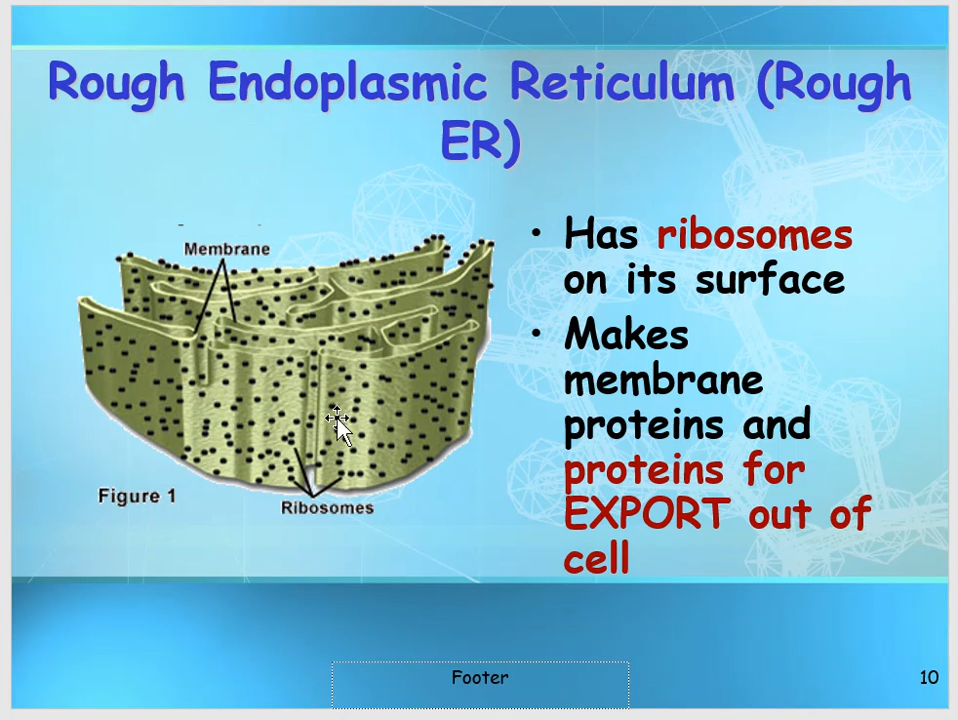 Rough Endoplasmic Reticulum (Rough
ER)
Membrane
Figure 1
Ribosomes
• Has ribosomes
on its surface
• Makes
membrane
proteins and
proteins for
EXPORT out of
cell
Footer
10